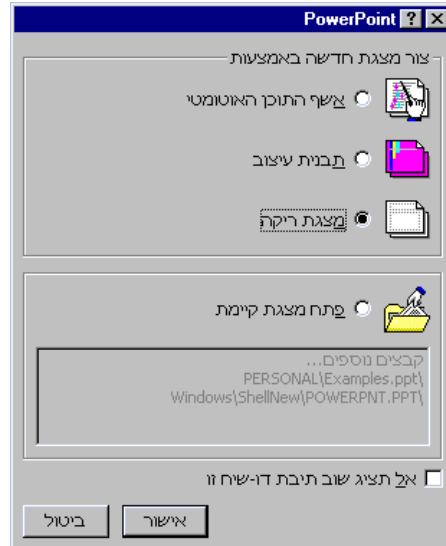 PowerPoint
צור מצגת חדשה באמצעות
אשף התוכן האוטומטי
תבנית עיצוב
מצגת ריקה
פתח מצגת קיימת
קבצים נוספים...
PERSONAL\Examples.ppt\
Windows\ShellNew\POWERPNT.PPT\
אל תציג שוב תיבת דו-שיח זו
אישור
ביטול